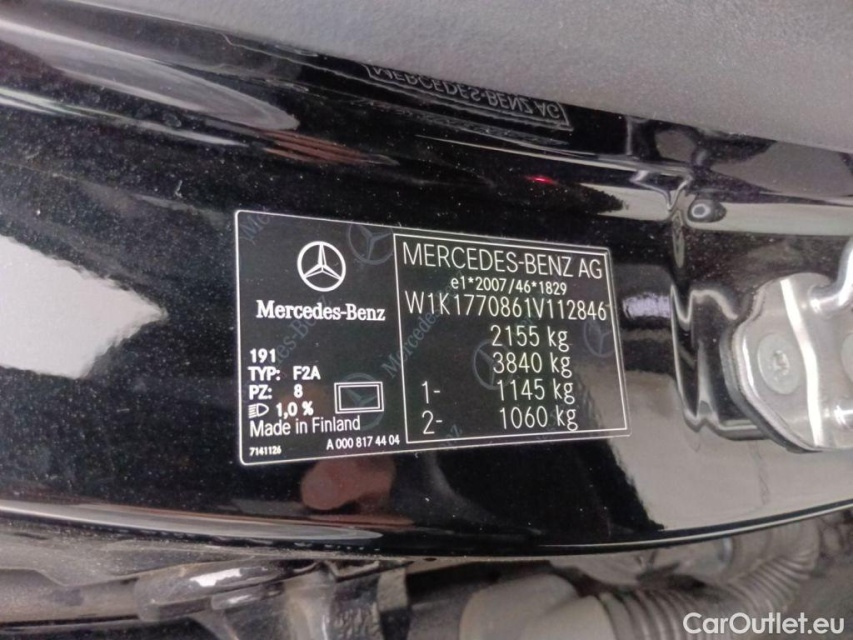 MERCEDES-BENZ AG
Mercedes-Benz
191
TYP: F2A
PZ: 8
1,0 %
Made in Finland
7141126
A 000 817 44 04
MERCEDES-BENZ AG
e1*2007/46*1829
W1K1770861V112846
2155 kg
3840 kg
1- 1145 kg
2- 1060 kg
CarOutlet.eu